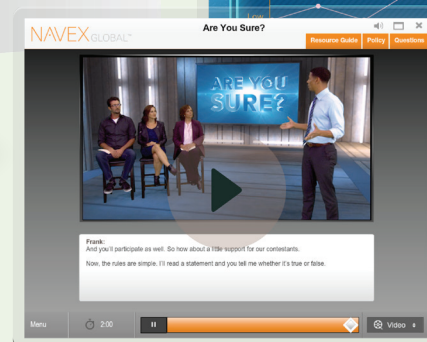 Low
NAVEX GLOBAL™
Are You Sure?
Resource Guide Policy Questions
ARE YOU
SURE?
Frank:
And you'll participate as well. So how about a little support for our contestants.
Now, the rules are simple. I'll read a statement and you tell me whether it's true or false.
Menu 2:00 Video